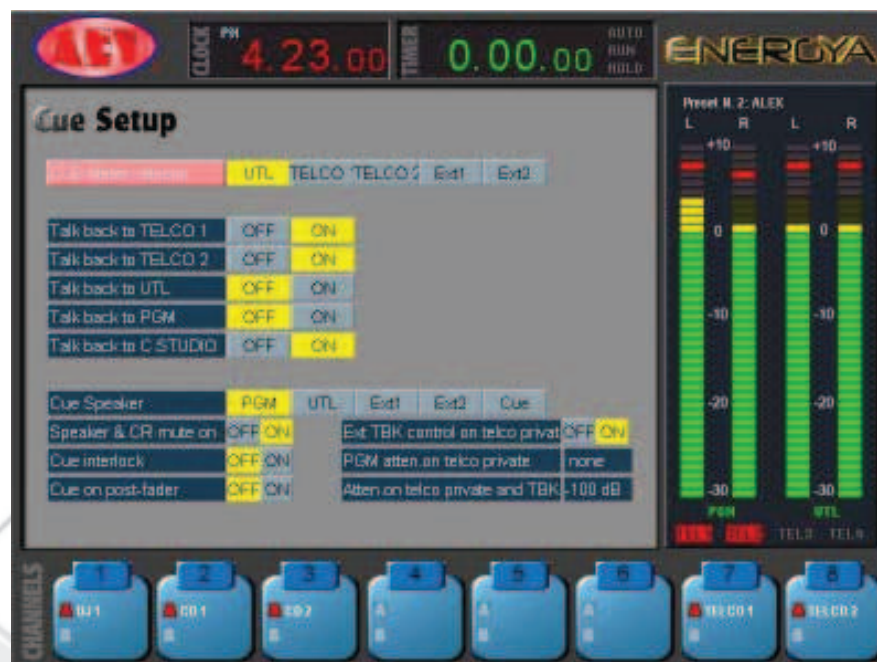 AEV
CLOCK PM 4.23.00
TIMER 0.00.00
AUTO
RUN
HOLD
ENERGYA
Cue Setup
UTL TELCO TELCO 2 Ext1 Ext2
Talk back to TELCO 1 OFF ON
Talk back to TELCO 2 OFF ON
Talk back to UTL OFF ON
Talk back to PGM OFF ON
Talk back to C STUDIO OFF ON
Cue Speaker PGM UTL Ext1 Ext2 Cue
Speaker & CR mute on OFF ON Ext TBK control on telco privat OFF ON
Cue interlock OFF ON PGM atten.on telco private none
Cue on post-fader OFF ON Atten on telco private and TBK -100 dB
Preset N. 2: ALEK
L R L R
+10 +10
0 0
-10 -10
-20 -20
-30 -30
PGM UTL
TEL3 TEL4
CHANNELS
1 2 3 4 5 6 7 8
A DJ 1 A CD 1 A CD 2 A A A A TELCO 1 A TELCO 2
B B B B B B B B